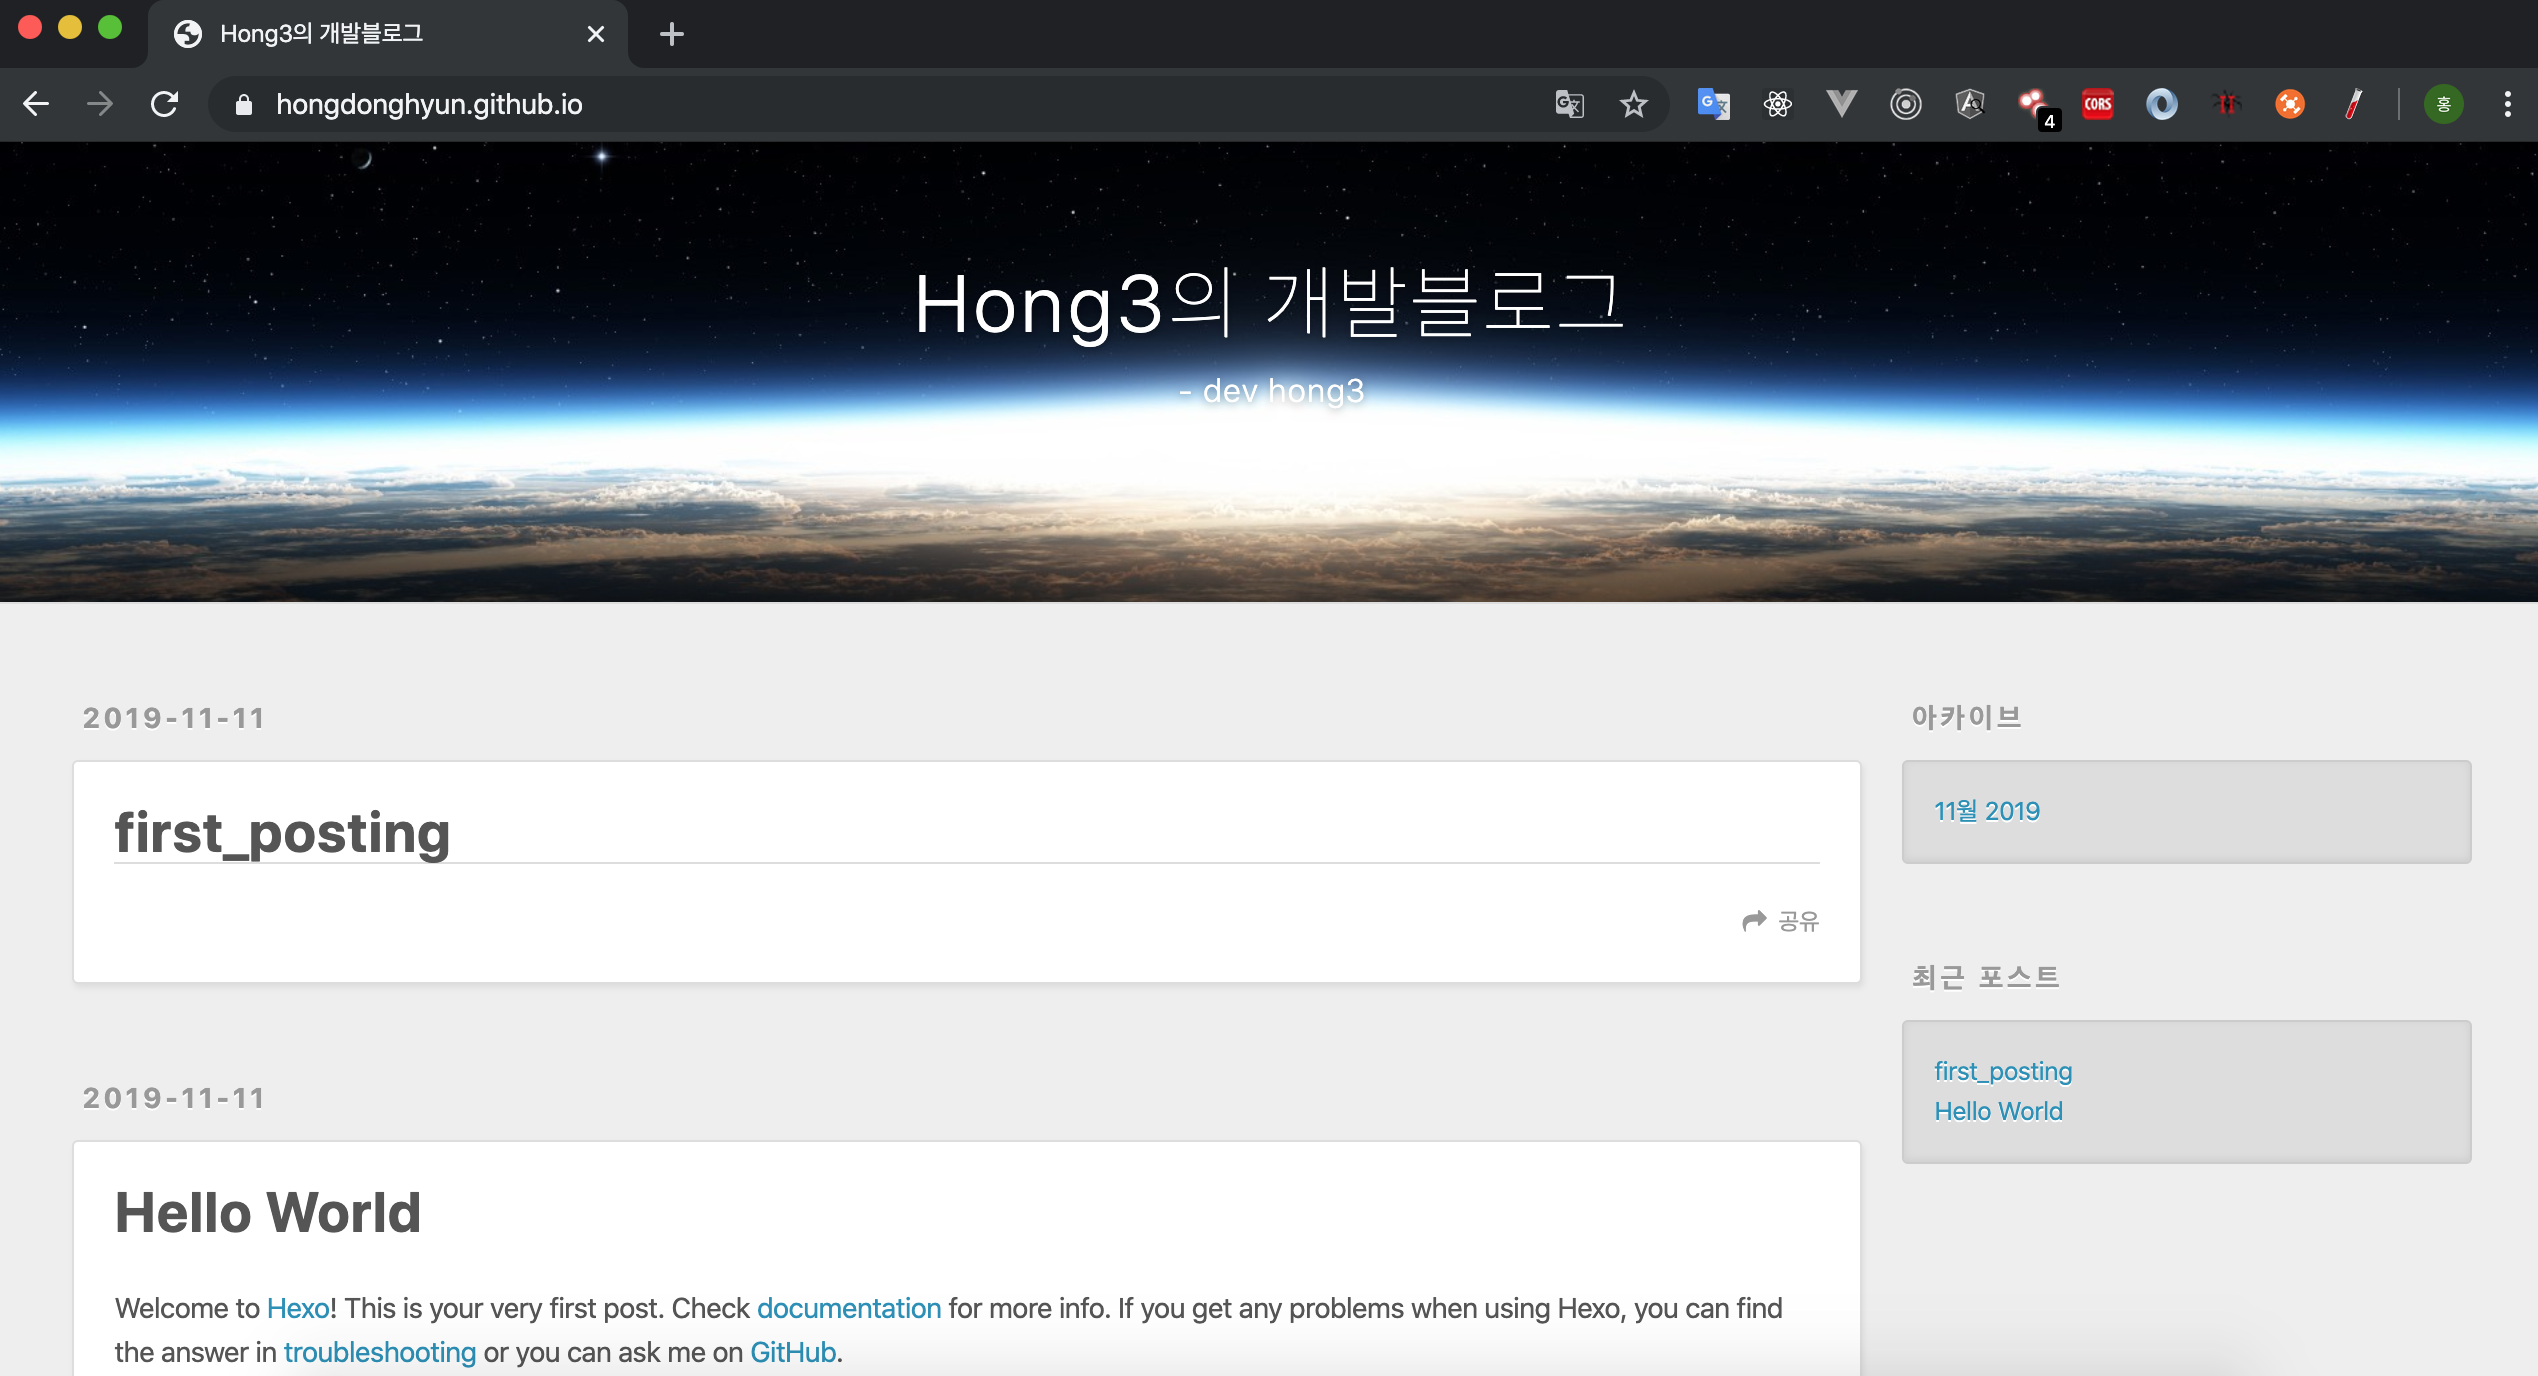 Hong3의 개발블로그
hongdonghyun.github.io
4
CORS
홍
Hong3의 개발블로그
- dev hong3
2019-11-11
first_posting
공유
2019-11-11
Hello World
Welcome to Hexo! This is your very first post. Check documentation for more info. If you get any problems when using Hexo, you can find
the answer in troubleshooting or you can ask me on GitHub.
아카이브
11월 2019
최근 포스트
first_posting
Hello World